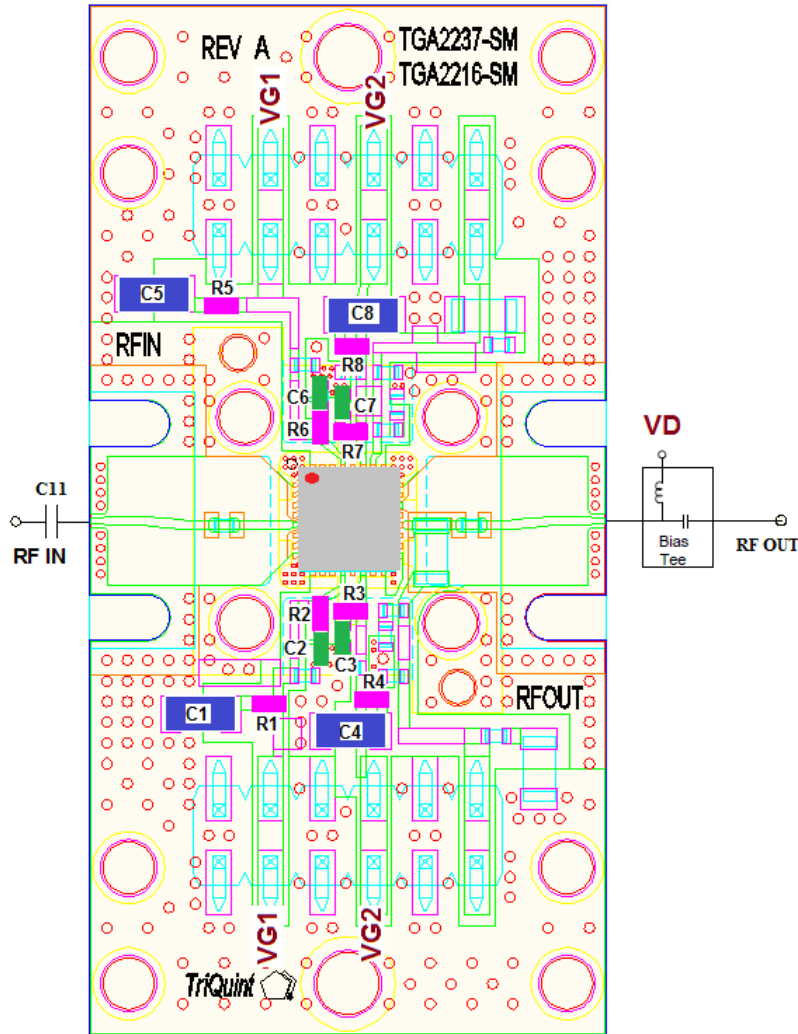 REV A
TGA2237-SM
TGA2216-SM
VG1
VG2
C5
R5
C8
RFIN
R8
C6
C7
R6
R7
VD
C11
RF IN
Bias
Tee
RF OUT
R3
R2
C2
C3
R4
RFOUT
C1
R1
C4
VG1
VG2
TriQuint